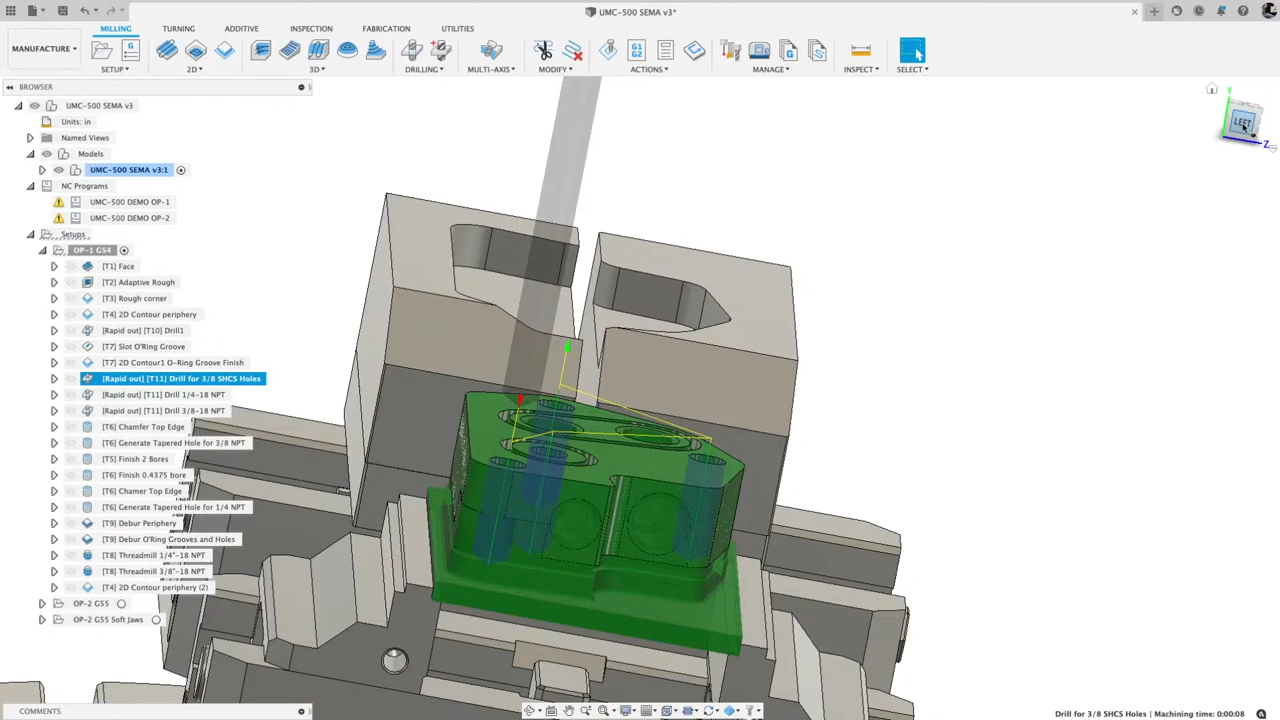 UMC-500 SEMA v3*
MILLING
TURNING
ADDITIVE
INSPECTION
FABRICATION
UTILITIES
MANUFACTURE
G1
G2
G
G
SETUP
2D
3D
DRILLING
MULTI-AXIS
MODIFY
ACTIONS
MANAGE
INSPECT
SELECT
BROWSER
UMC-500 SEMA v3
Units: in
Named Views
Models
UMC-500 SEMA v3:1
NC Programs
UMC-500 DEMO OP-1
UMC-500 DEMO OP-2
Setups
OP-1 G54
[T1] Face
[T2] Adaptive Rough
[T3] Rough corner
[T4] 2D Contour periphery
[Rapid out] [T10] Drill1
[T7] Slot O'Ring Groove
[T7] 2D Contour1 O-Ring Groove Finish
[Rapid out] [T11] Drill for 3/8 SHCS Holes
[Rapid out] [T11] Drill 1/4-18 NPT
[Rapid out] [T11] Drill 3/8-18 NPT
[T6] Chamfer Top Edge
[T6] Generate Tapered Hole for 3/8 NPT
[T5] Finish 2 Bores
[T6] Finish 0.4375 bore
[T6] Chamer Top Edge
[T6] Generate Tapered Hole for 1/4 NPT
[T9] Debur Periphery
[T9] Debur O'Ring Grooves and Holes
[T8] Threadmill 1/4"-18 NPT
[T8] Threadmill 3/8"-18 NPT
[T4] 2D Contour periphery (2)
OP-2 G55
OP-2 G55 Soft Jaws
Y
LEFT
Z
COMMENTS
Drill for 3/8 SHCS Holes | Machining time: 0:00:08